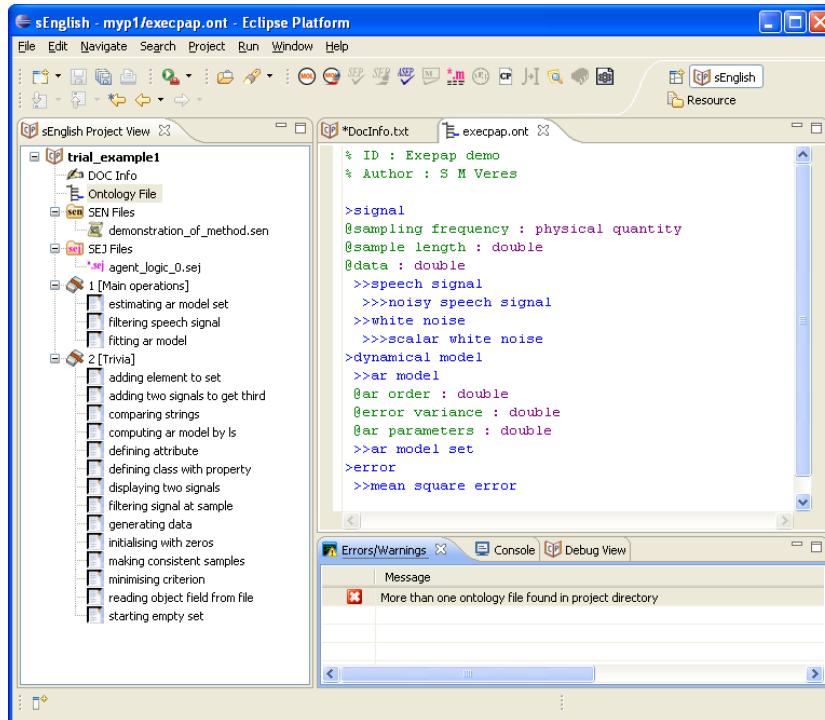 sEnglish - myp1/execpap.ont - Eclipse Platform
File Edit Navigate Search Project Run Window Help
sEnglish
Resource
sEnglish Project View
trial_example1
DOC Info
Ontology File
SEN Files
demonstration_of_method.sen
SEJ Files
agent_logic_0.sej
1 [Main operations]
estimating ar model set
filtering speech signal
fitting ar model
2 [Trivia]
adding element to set
adding two signals to get third
comparing strings
computing ar model by ls
defining attribute
defining class with property
displaying two signals
filtering signal at sample
generating data
initialising with zeros
making consistent samples
minimising criterion
reading object field from file
starting empty set
*DocInfo.txt execpap.ont
% ID : Exepap demo
% Author : S M Veres
>signal
@sampling frequency : physical quantity
@sample length : double
@data : double
>>speech signal
>>>noisy speech signal
>>white noise
>>>scalar white noise
>dynamical model
>>ar model
@ar order : double
@error variance : double
@ar parameters : double
>>ar model set
>error
>>mean square error
Errors/Warnings Console Debug View
Message
More than one ontology file found in project directory